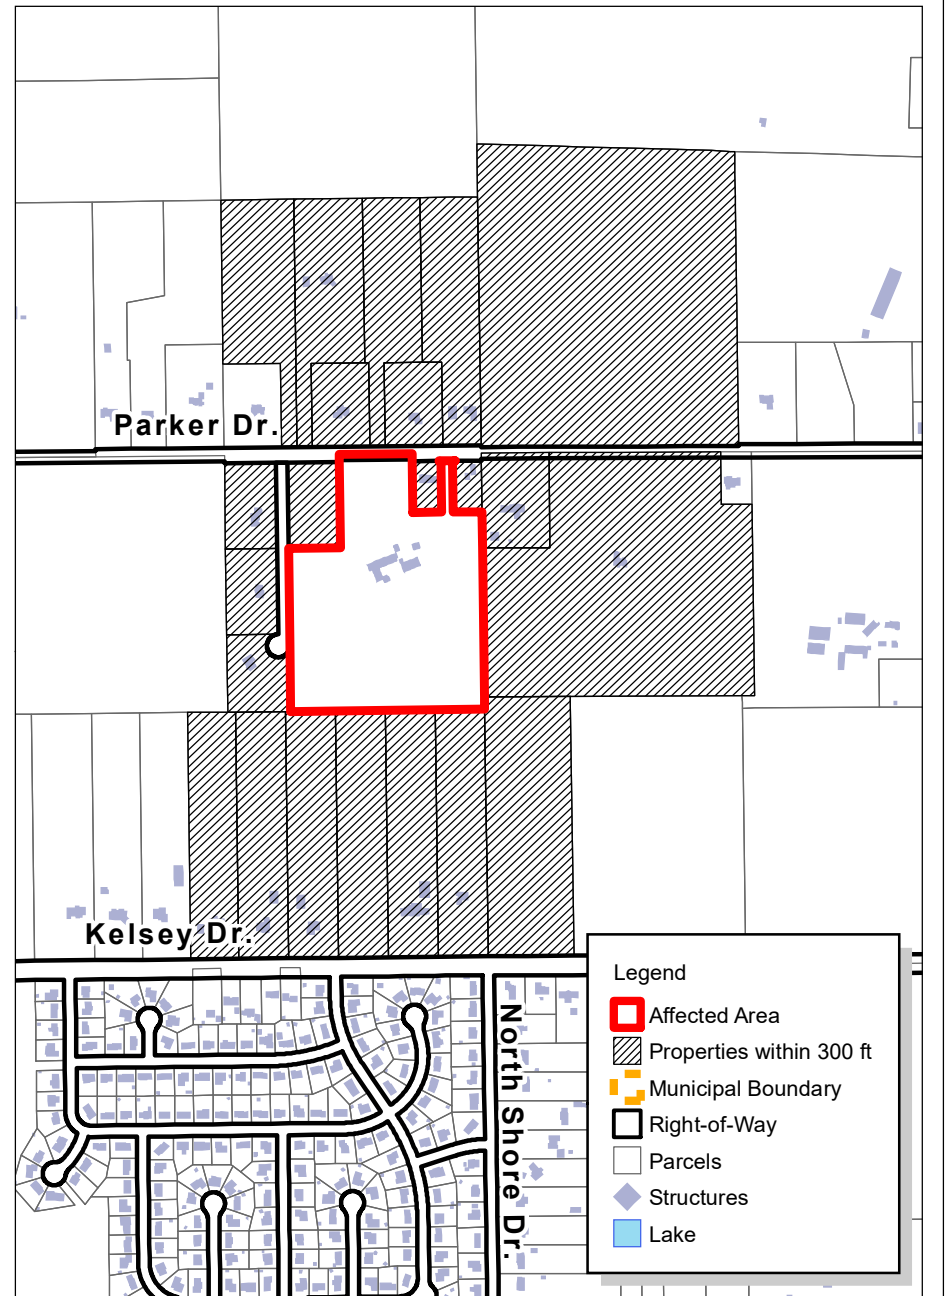 Parker Dr.
Kelsey Dr.
North Shore Dr.
Legend
Affected Area
Properties within 300 ft
Municipal Boundary
Right-of-Way
Parcels
Structures
Lake